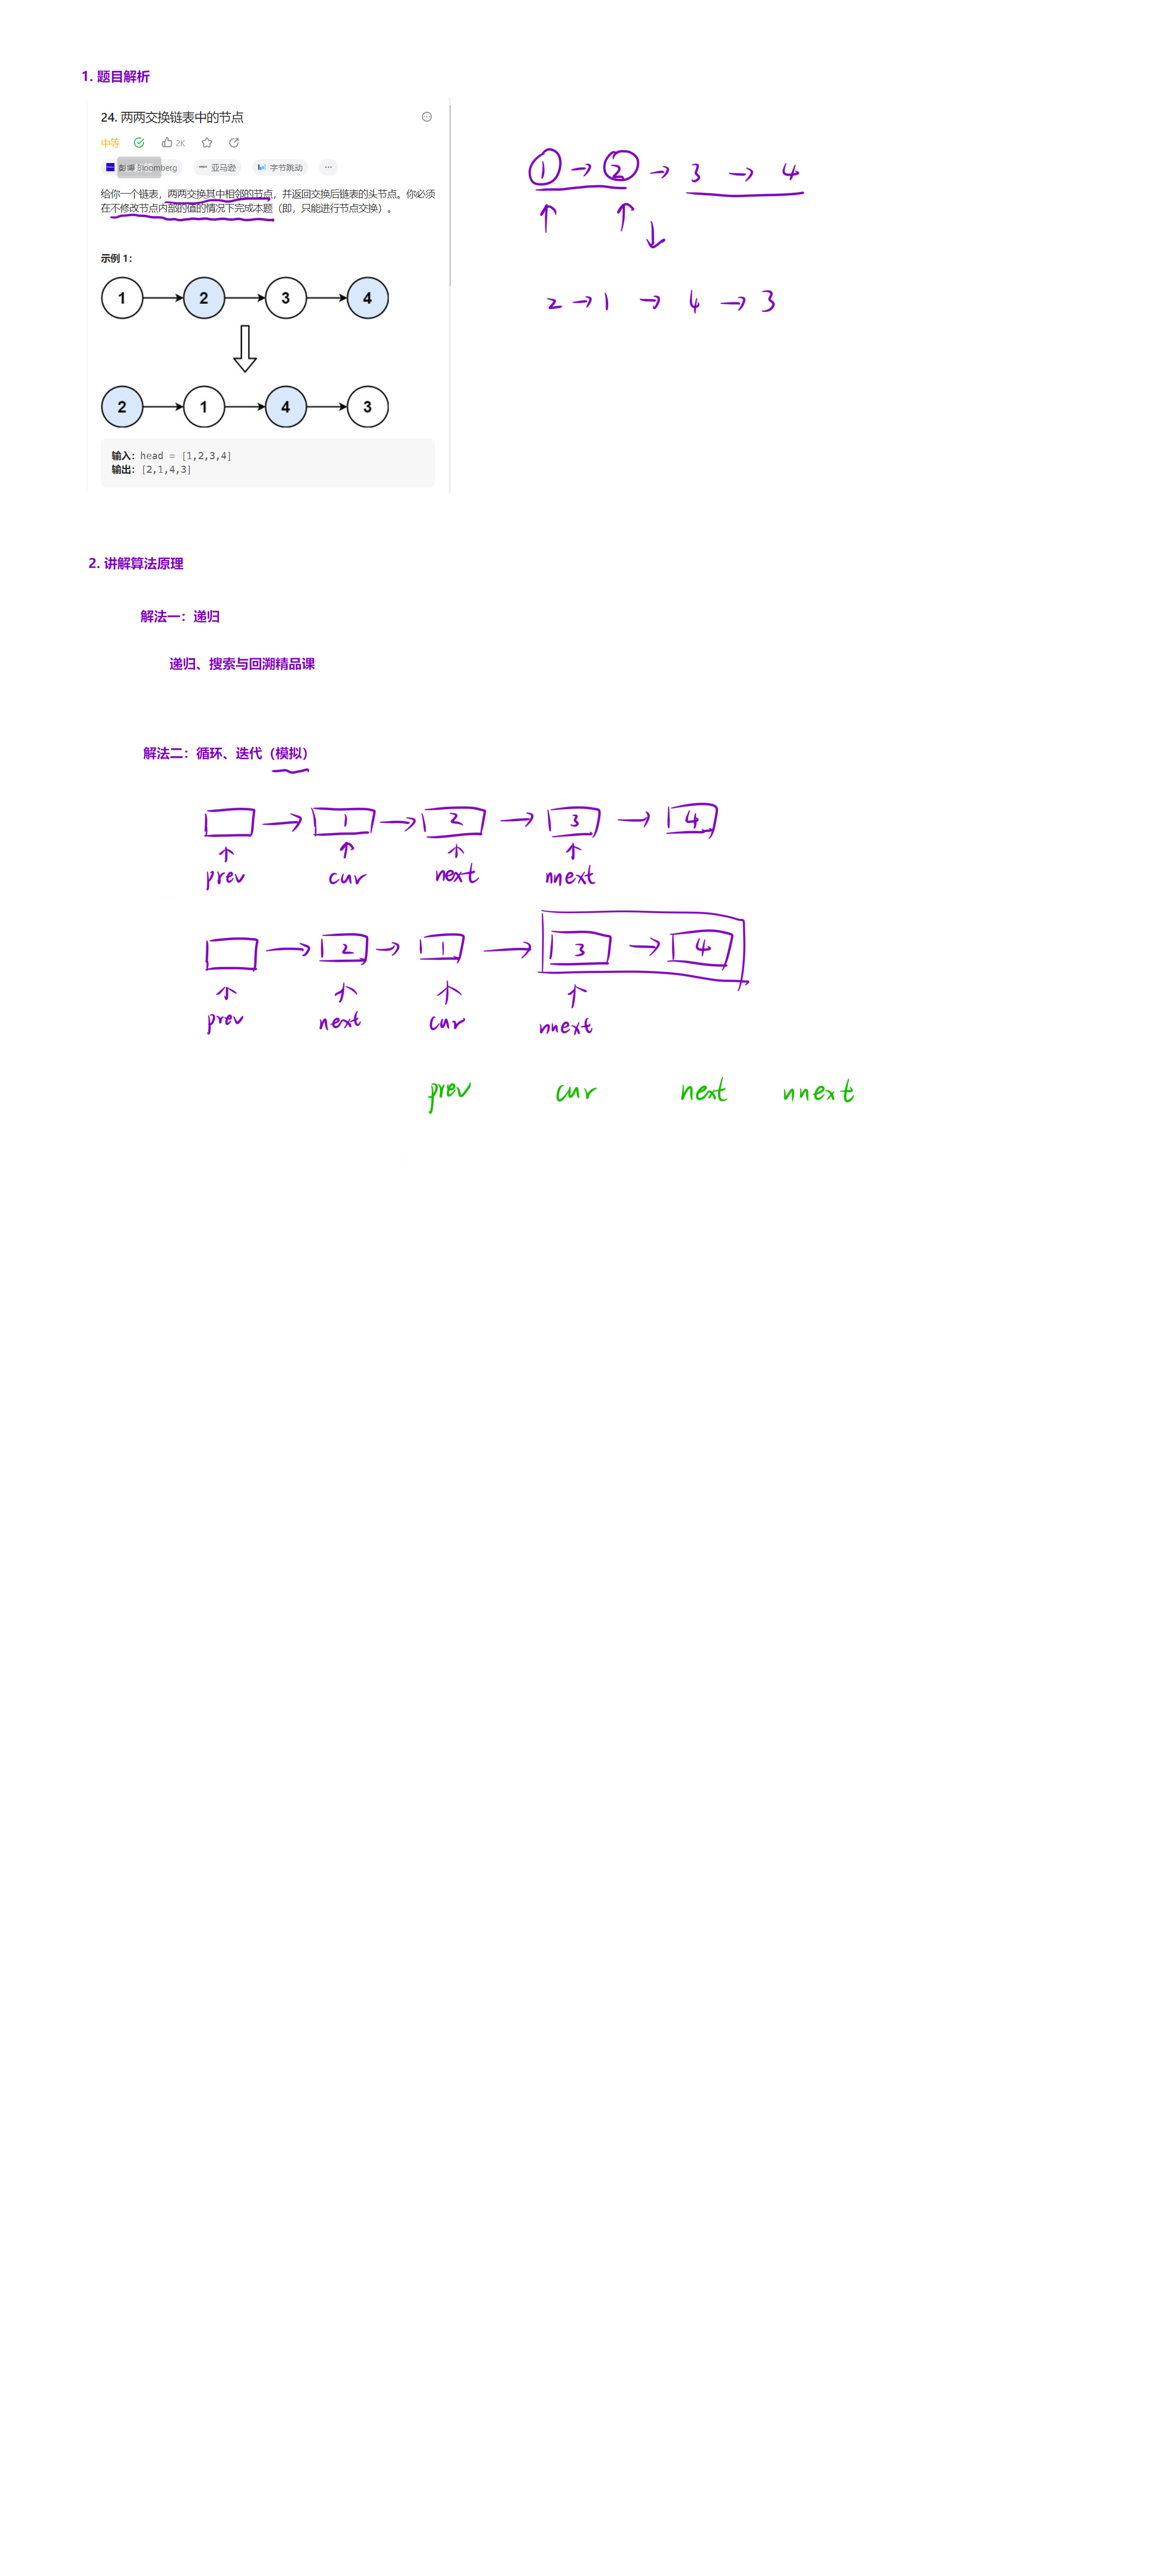 1. 题目解析
24. 两两交换链表中的节点
中等 2K
彭博 Bloomberg 亚马逊 字节跳动 ...
给你一个链表，两两交换其中相邻的节点，并返回交换后链表的头节点。你必须
在不修改节点内部的值的情况下完成本题（即，只能进行节点交换）。
示例 1：
1 2 3 4
2 1 4 3
输入：head = [1,2,3,4]
输出：[2,1,4,3]
1 → 2 → 3 → 4
2 → 1 → 4 → 3
2. 讲解算法原理
解法一：递归
递归、搜索与回溯精品课
解法二：循环、迭代（模拟）
→ 1 → 2 → 3 → 4
prev cur next nnext
→ 2 → 1 → 3 → 4
prev next cur nnext
prev cur next nnext